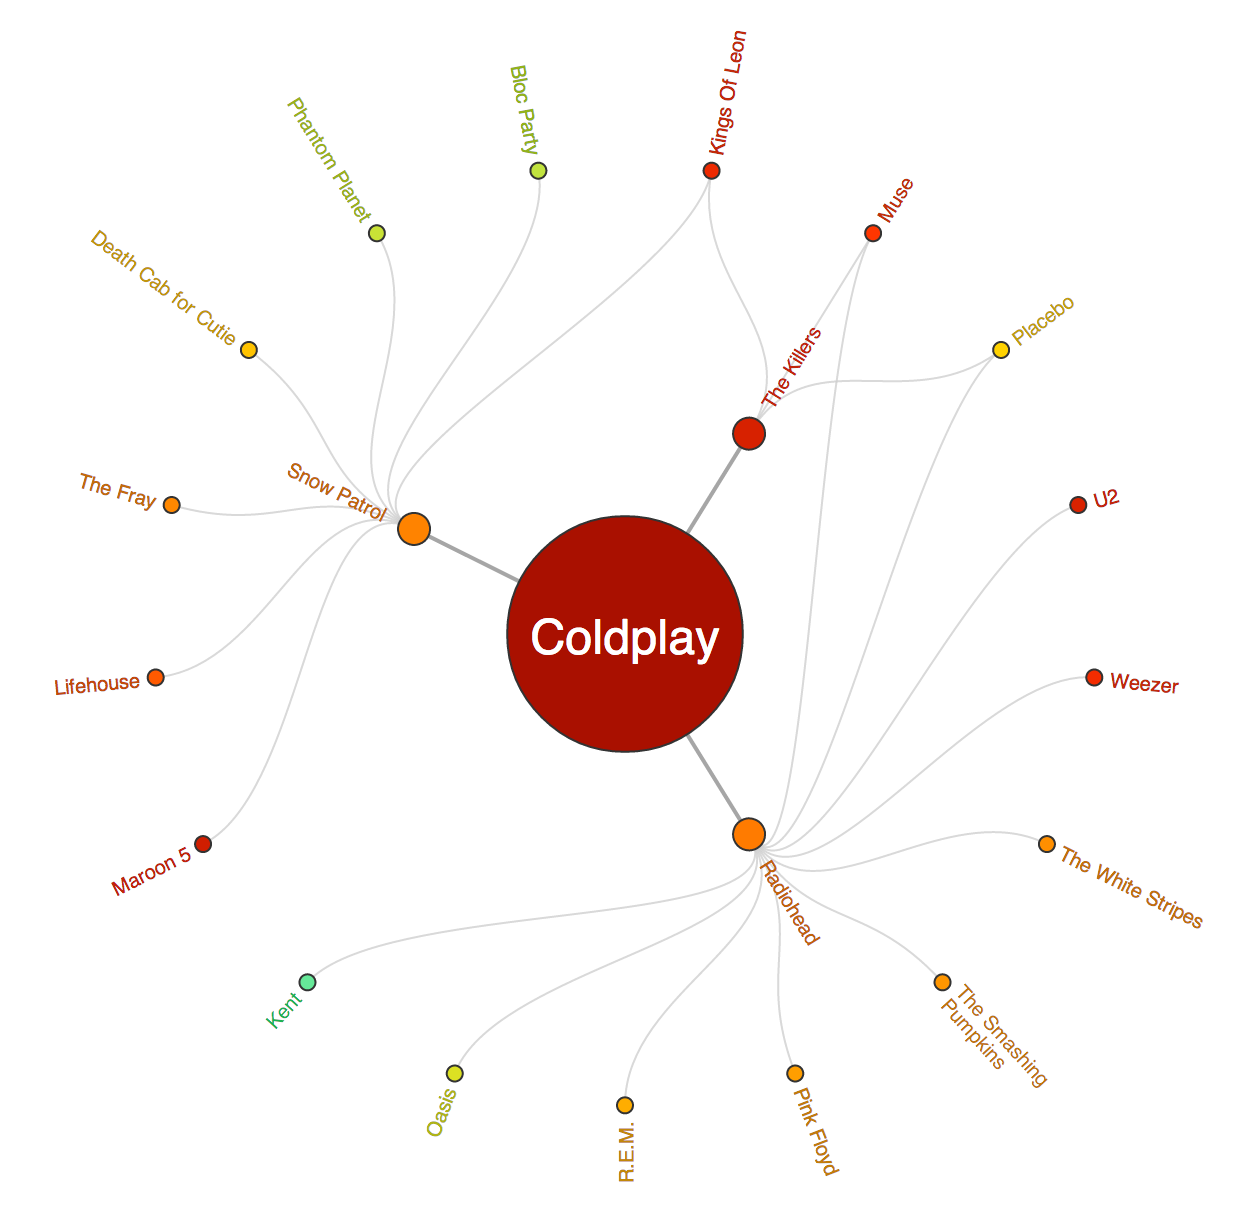 Kings Of Leon
Bloc Party
Phantom Planet
Muse
Death Cab for Cutie
Placebo
The Killers
The Fray
Snow Patrol
U2
Coldplay
Lifehouse
Weezer
Maroon 5
The White Stripes
Radiohead
Kent
The Smashing
Pumpkins
Oasis
R.E.M.
Pink Floyd